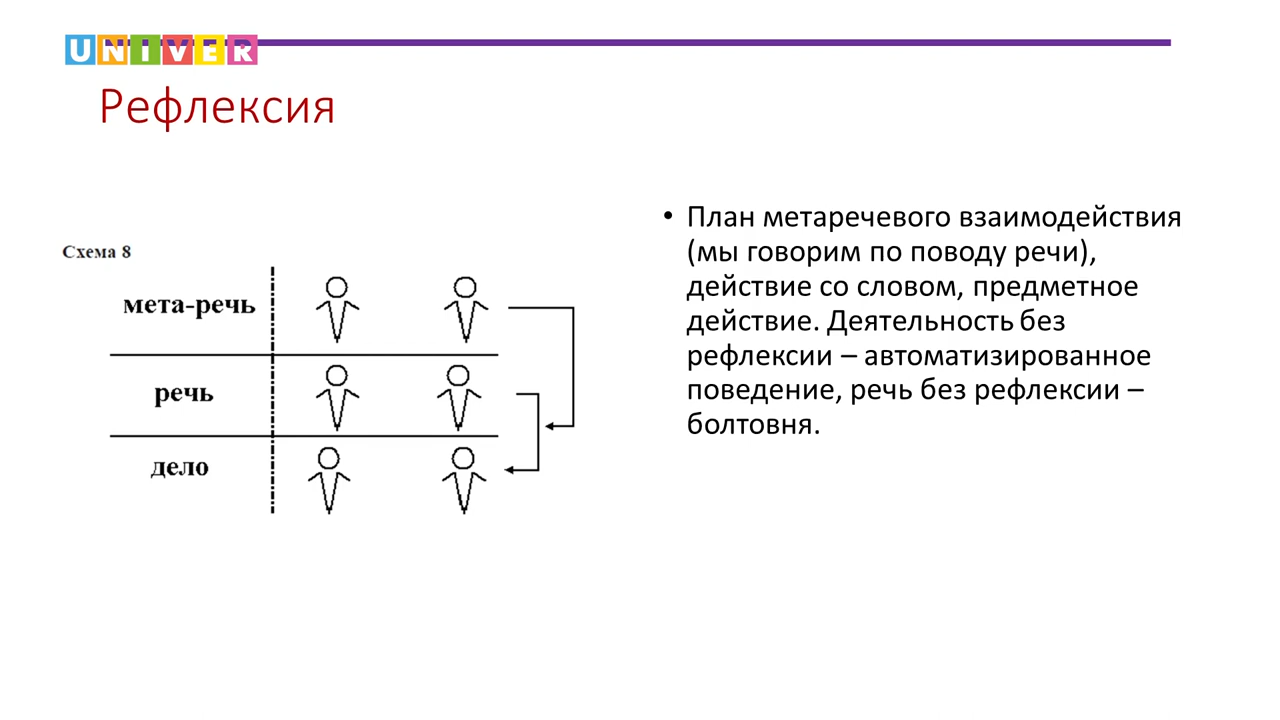 UNIVER
Рефлексия
Схема 8
мета-речь
речь
дело
• План метаречевого взаимодействия
(мы говорим по поводу речи),
действие со словом, предметное
действие. Деятельность без
рефлексии – автоматизированное
поведение, речь без рефлексии –
болтовня.